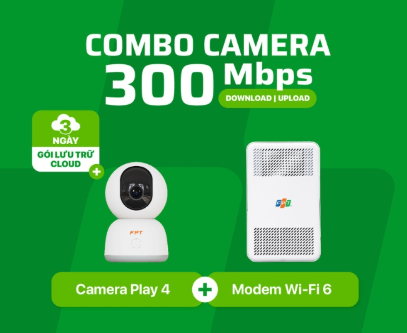 COMBO CAMERA
300 Mbps
DOWNLOAD | UPLOAD
3
NGÀY
GÓI LƯU TRỮ
CLOUD
+
FPT
FPT
Camera Play 4 + Modem Wi-Fi 6